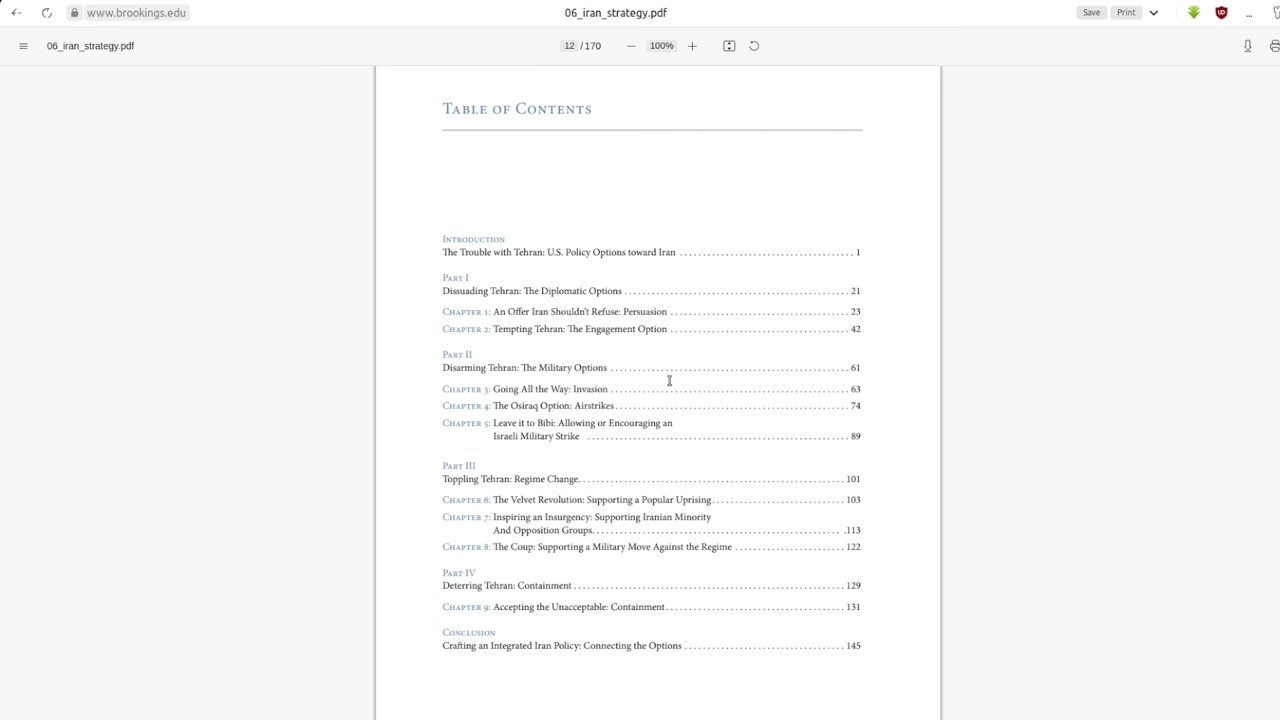 www.brookings.edu
06_iran_strategy.pdf
Save Print ...
06_iran_strategy.pdf
12 / 170
100%
Table of Contents
Introduction
The Trouble with Tehran: U.S. Policy Options toward Iran 1
Part I
Dissuading Tehran: The Diplomatic Options 21
Chapter 1: An Offer Iran Shouldn't Refuse: Persuasion 23
Chapter 2: Tempting Tehran: The Engagement Option 42
Part II
Disarming Tehran: The Military Options 61
Chapter 3: Going All the Way: Invasion 63
Chapter 4: The Osiraq Option: Airstrikes 74
Chapter 5: Leave it to Bibi: Allowing or Encouraging an
Israeli Military Strike 89
Part III
Toppling Tehran: Regime Change 101
Chapter 6: The Velvet Revolution: Supporting a Popular Uprising 103
Chapter 7: Inspiring an Insurgency: Supporting Iranian Minority
And Opposition Groups 113
Chapter 8: The Coup: Supporting a Military Move Against the Regime 122
Part IV
Deterring Tehran: Containment 129
Chapter 9: Accepting the Unacceptable: Containment 131
Conclusion
Crafting an Integrated Iran Policy: Connecting the Options 145